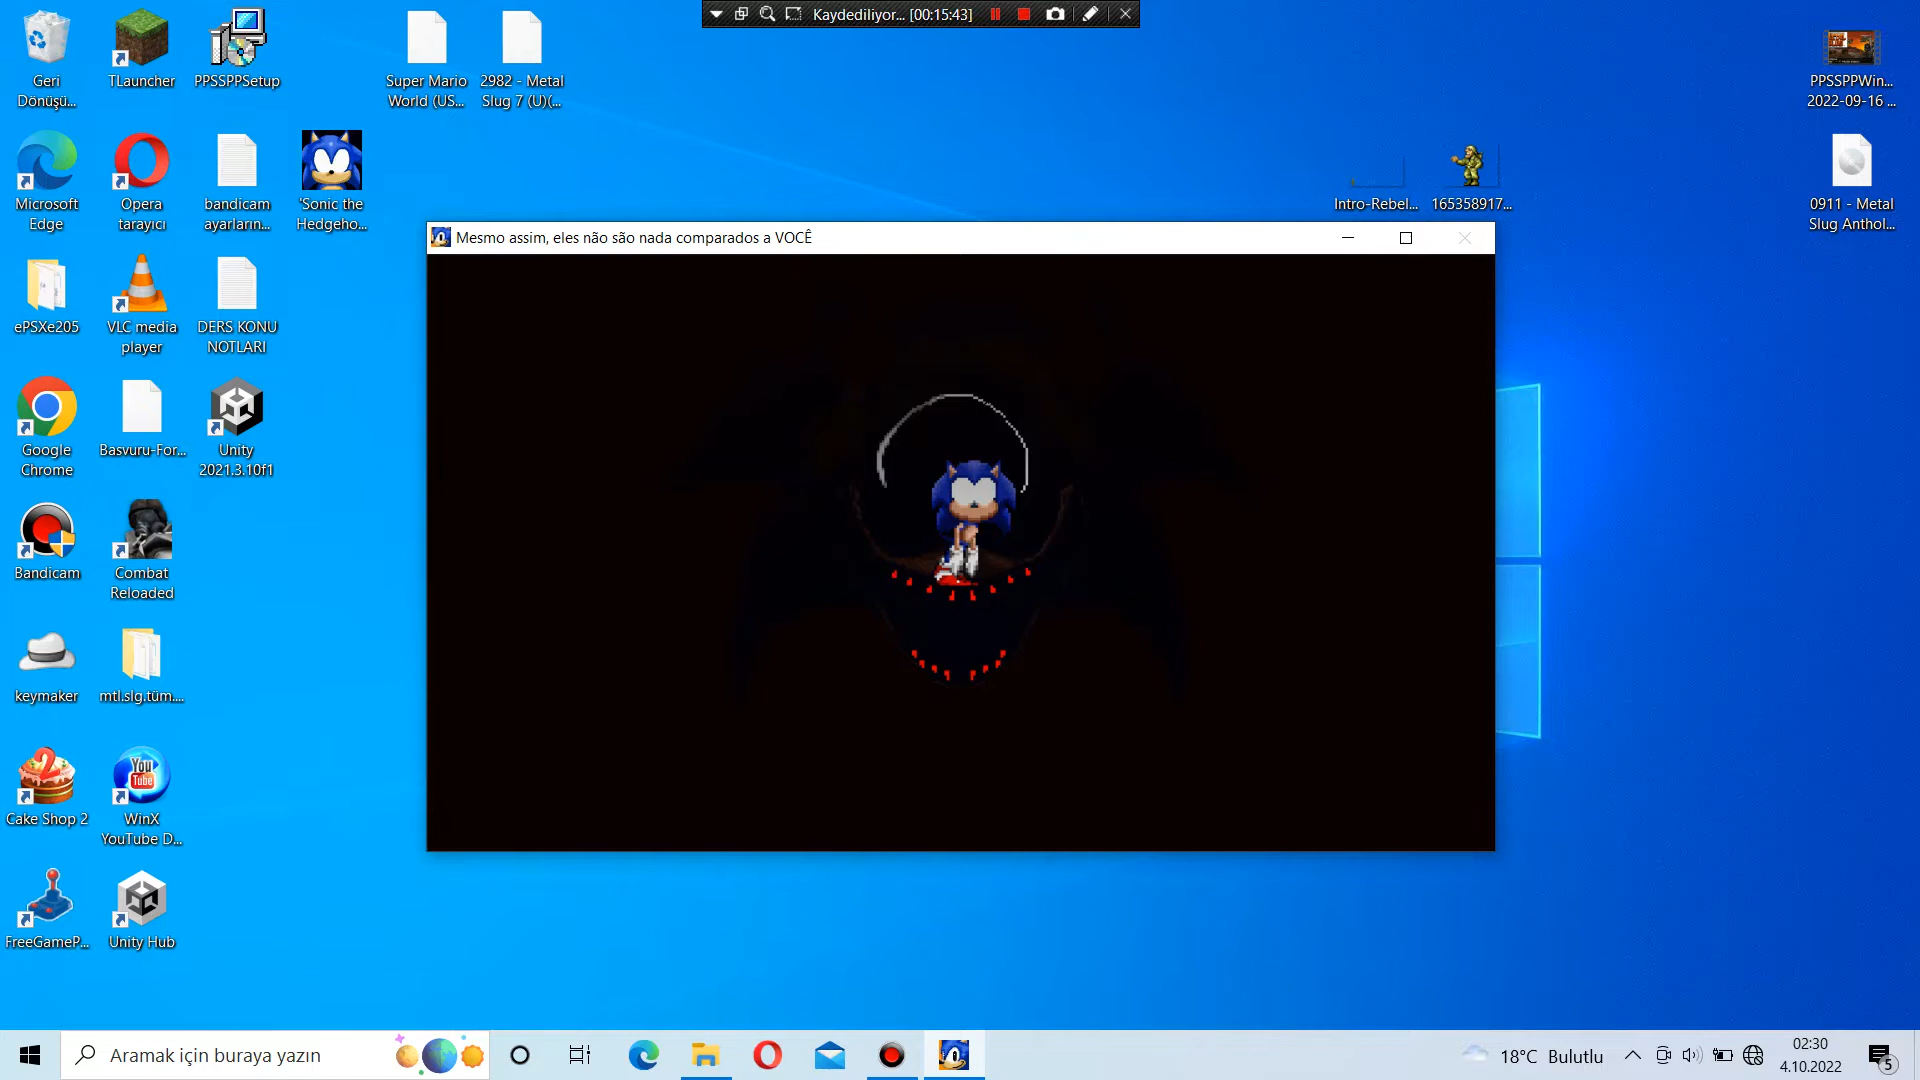 Kaydediliyor... [00:15:43]
Geri
Dönüşü...
TLauncher
PPSSPPSetup
Super Mario
World (US...
2982 - Metal
Slug 7 (U)(...
PPSSPPWin...
2022-09-16 ...
Microsoft
Edge
Opera
tarayıcı
bandicam
ayarların...
'Sonic the
Hedgeho...
Intro-Rebel...
165358917...
0911 - Metal
Slug Anthol...
Mesmo assim, eles não são nada comparados a VOCÊ
ePSXe205
VLC media
player
DERS KONU
NOTLARI
Google
Chrome
Basvuru-For...
Unity
2021.3.10f1
Bandicam
Combat
Reloaded
keymaker
mtl.slg.tüm....
2
You
Tube
Cake Shop 2
WinX
YouTube D...
FreeGameP...
Unity Hub
Aramak için buraya yazın
18°C Bulutlu
02:30
4.10.2022
5